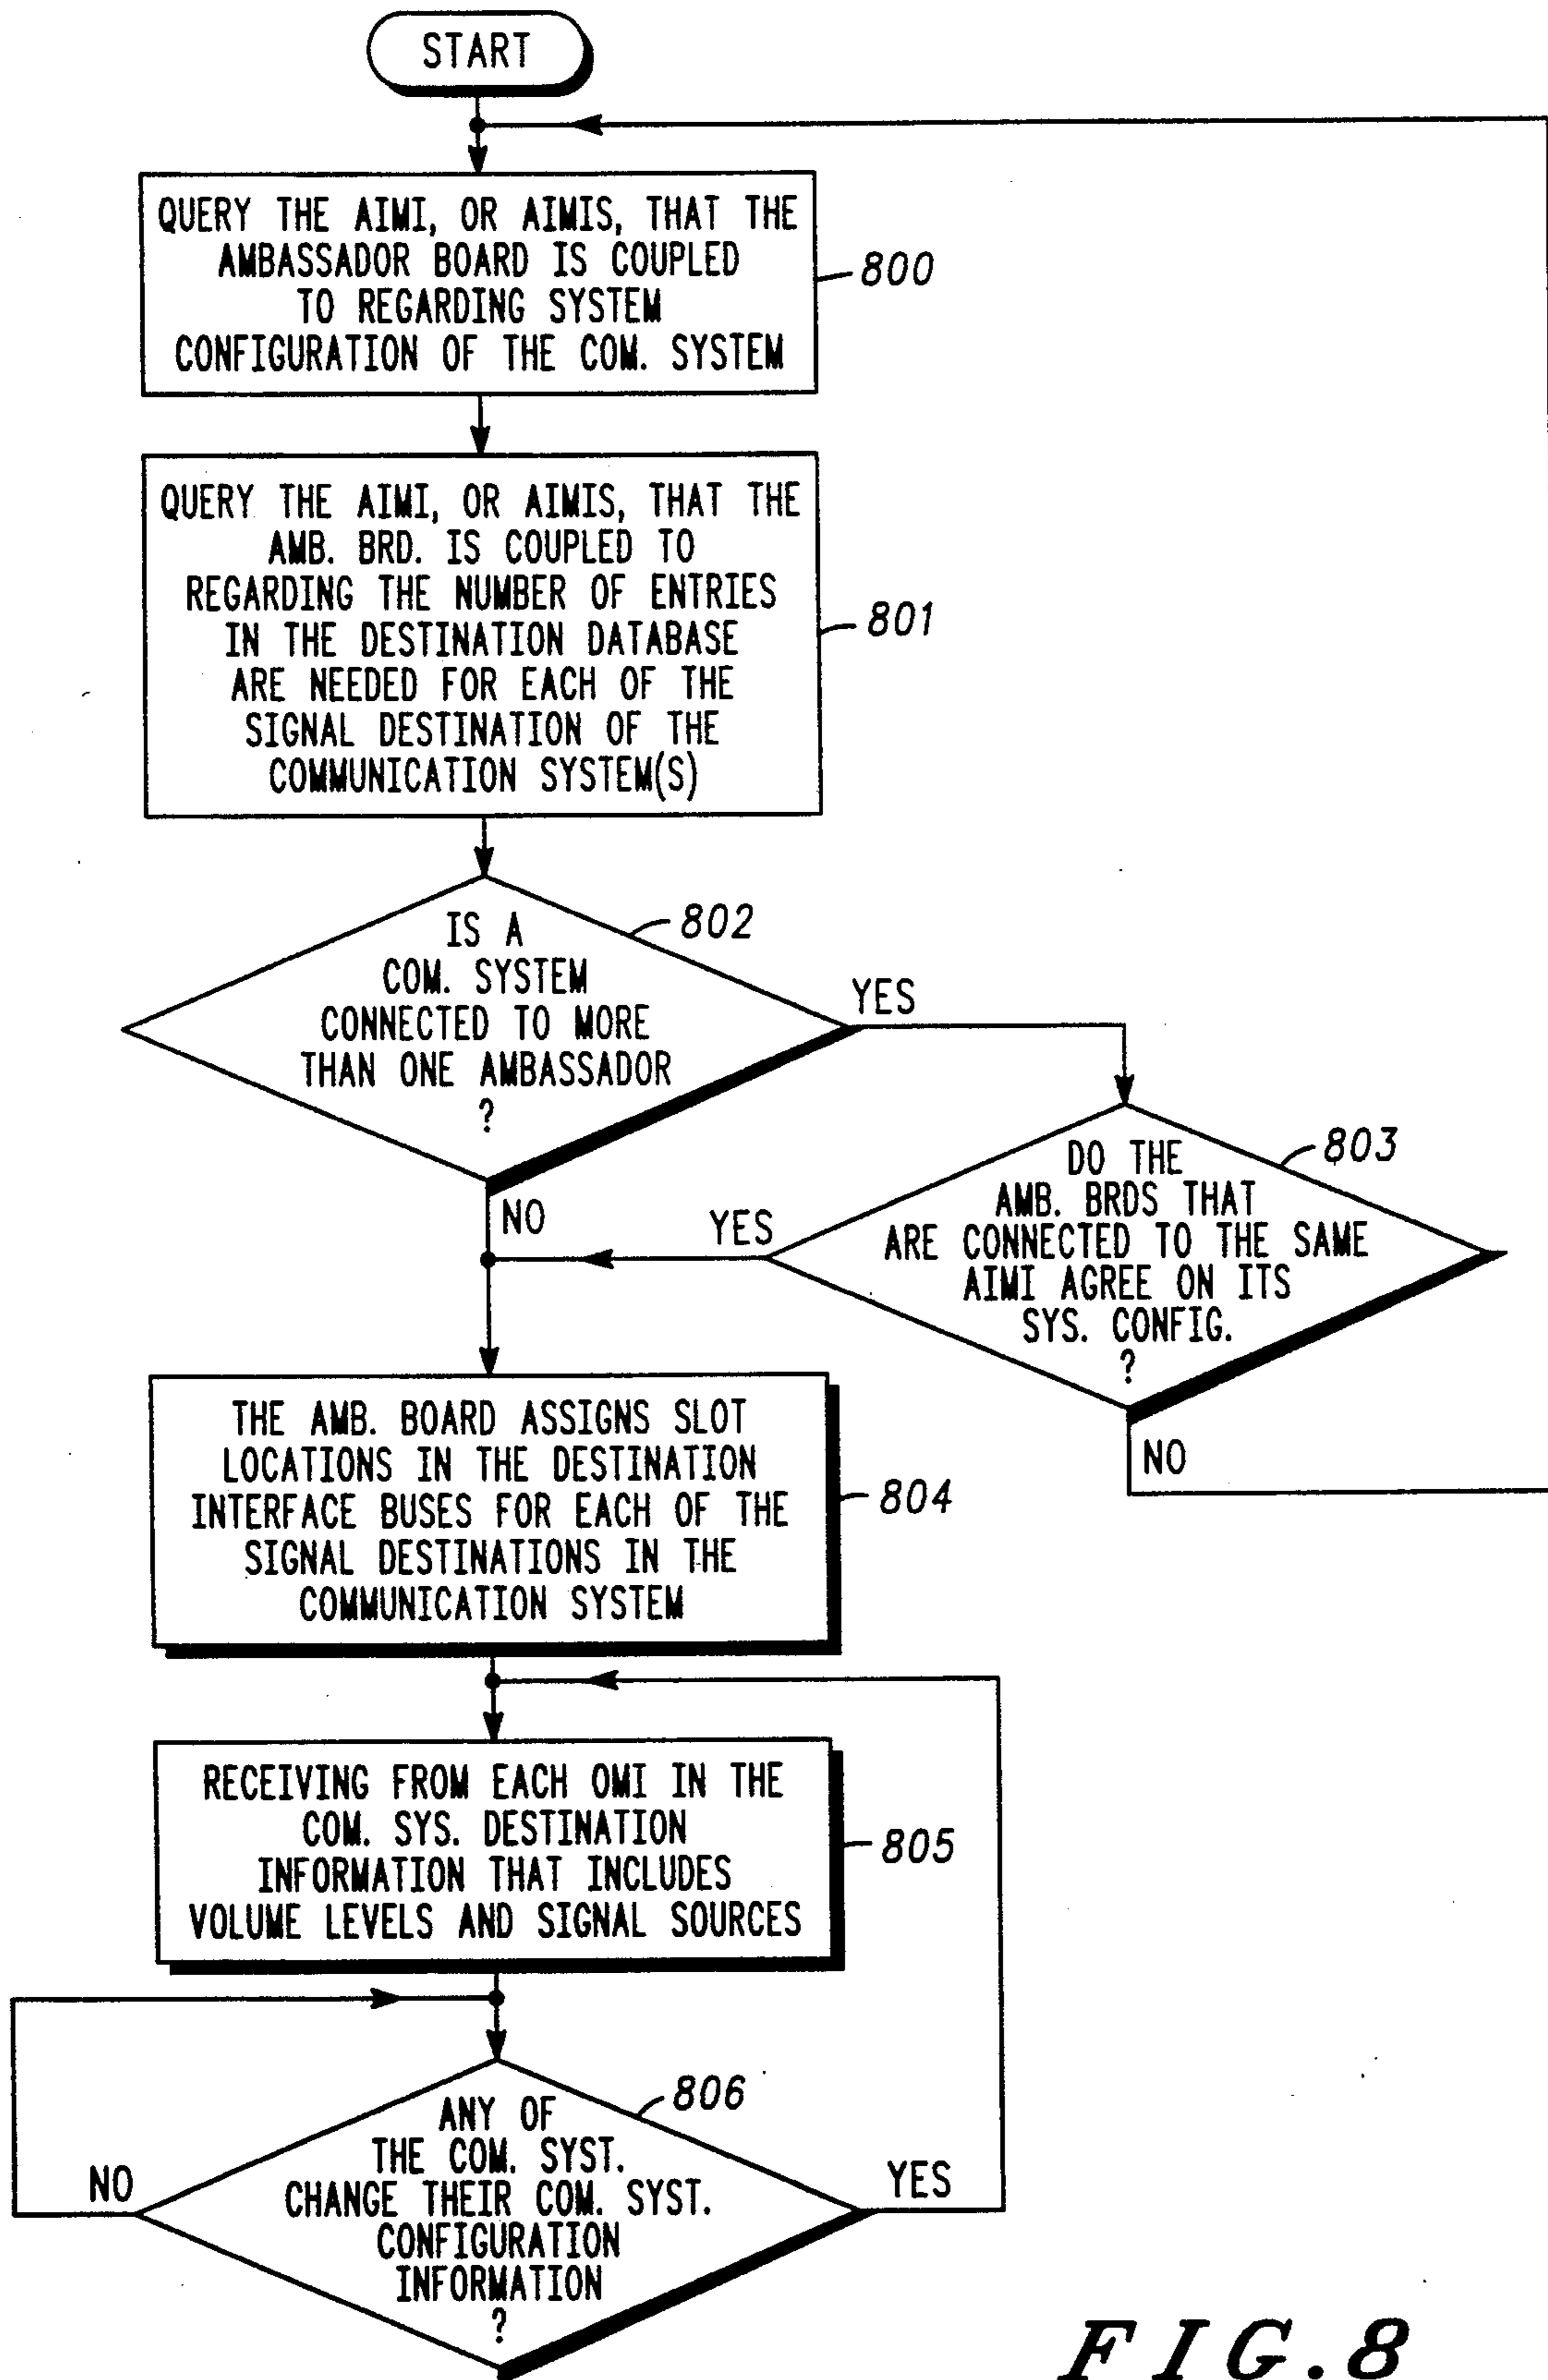 START
QUERY THE AIMI, OR AIMIS, THAT THE
AMBASSADOR BOARD IS COUPLED
TO REGARDING SYSTEM
CONFIGURATION OF THE COM. SYSTEM
800
QUERY THE AIMI, OR AIMIS, THAT THE
AMB. BRD. IS COUPLED TO
REGARDING THE NUMBER OF ENTRIES
IN THE DESTINATION DATABASE
ARE NEEDED FOR EACH OF THE
SIGNAL DESTINATION OF THE
COMMUNICATION SYSTEM(S)
801
IS A
COM. SYSTEM
CONNECTED TO MORE
THAN ONE AMBASSADOR
?
802
YES
NO
DO THE
AMB. BRDS THAT
ARE CONNECTED TO THE SAME
AIMI AGREE ON ITS
SYS. CONFIG.
?
803
YES
NO
THE AMB. BOARD ASSIGNS SLOT
LOCATIONS IN THE DESTINATION
INTERFACE BUSES FOR EACH OF THE
SIGNAL DESTINATIONS IN THE
COMMUNICATION SYSTEM
804
RECEIVING FROM EACH OMI IN THE
COM. SYS. DESTINATION
INFORMATION THAT INCLUDES
VOLUME LEVELS AND SIGNAL SOURCES
805
ANY OF
THE COM. SYST.
CHANGE THEIR COM. SYST.
CONFIGURATION
INFORMATION
?
806
NO
YES
FIG.8